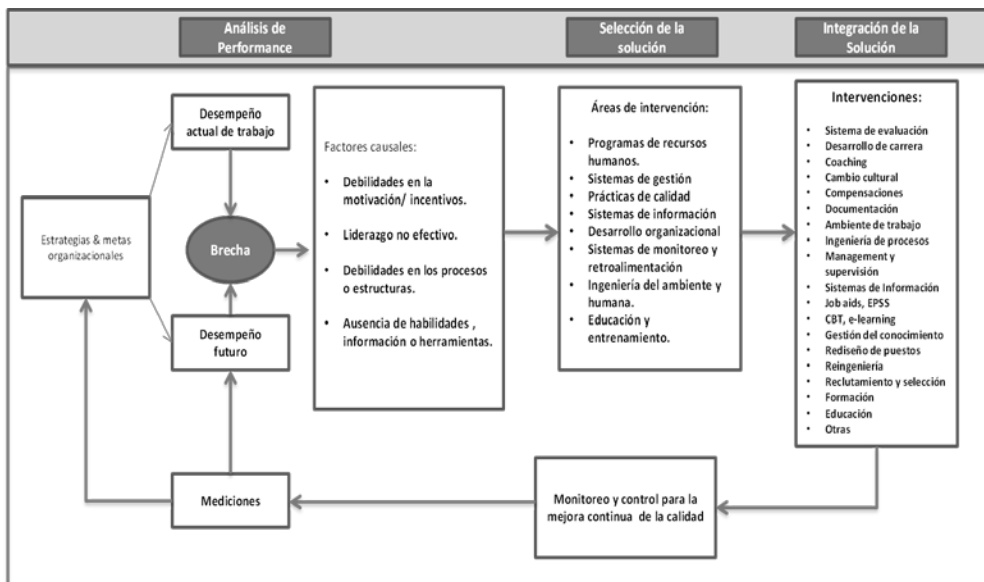 Análisis de
Performance
Selección de la
solución
Integración de la
Solución
Estrategias & metas
organizacionales
Desempeño
actual de trabajo
Brecha
Desempeño
futuro
Factores causales:
• Debilidades en la
motivación/ incentivos.
• Liderazgo no efectivo.
• Debilidades en los procesos
o estructuras.
• Ausencia de habilidades ,
información o herramientas.
Áreas de intervención:
• Programas de recursos
humanos.
• Sistemas de gestión
• Prácticas de calidad
• Sistemas de información
• Desarrollo organizacional
• Sistemas de monitoreo y
retroalimentación
• Ingeniería del ambiente y
humana.
• Educación y
entrenamiento.
Intervenciones:
• Sistema de evaluación
• Desarrollo de carrera
• Coaching
• Cambio cultural
• Compensaciones
• Documentación
• Ambiente de trabajo
• Ingeniería de procesos
• Management y
supervisión
• Sistemas de Información
• Job aids, EPSS
• CBT, e-learning
• Gestión del conocimiento
• Rediseño de puestos
• Reingeniería
• Reclutamiento y selección
• Formación
• Educación
• Otras
Mediciones
Monitoreo y control para la
mejora continua de la calidad